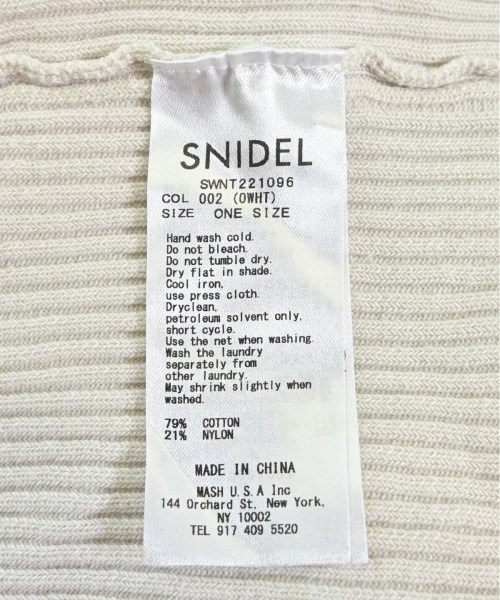 SNIDEL
SWNT221096
COL 002 (OWHT)
SIZE ONE SIZE
Hand wash cold.
Do not bleach.
Do not tumble dry.
Dry flat in shade.
Cool iron,
use press cloth.
Dryclean,
petroleum solvent only,
short cycle.
Use the net when washing.
Wash the laundry
separately from
other laundry.
May shrink slightly when
washed.
79% COTTON
21% NYLON
MADE IN CHINA
MASH U.S.A Inc
144 Orchard St. New York,
NY 10002
TEL 917 409 5520